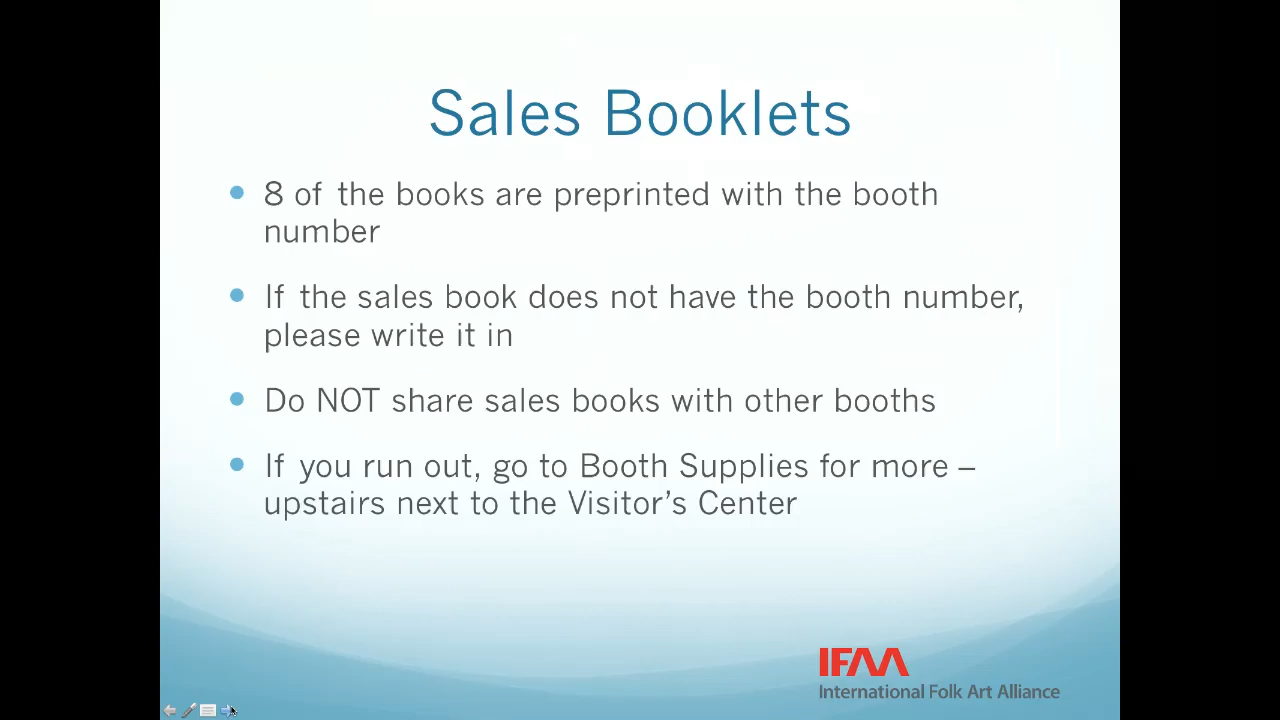 Sales Booklets
8 of the books are preprinted with the booth
number
If the sales book does not have the booth number,
please write it in
Do NOT share sales books with other booths
If you run out, go to Booth Supplies for more –
upstairs next to the Visitor’s Center
IFAA
International Folk Art Alliance